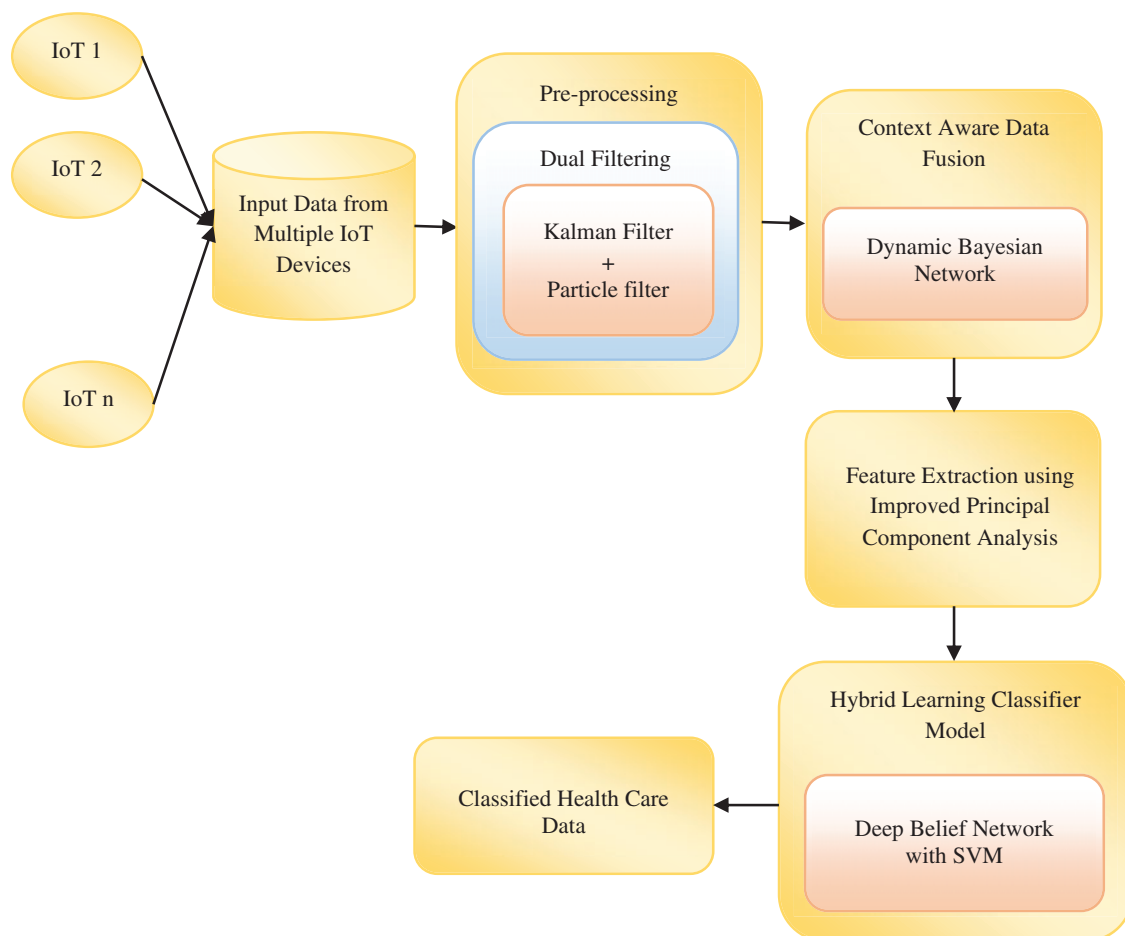 IoT 1
IoT 2
IoT n
Input Data from
Multiple IoT
Devices
Pre-processing
Dual Filtering
Kalman Filter
+
Particle filter
Context Aware Data
Fusion
Dynamic Bayesian
Network
Feature Extraction using
Improved Principal
Component Analysis
Hybrid Learning Classifier
Model
Deep Belief Network
with SVM
Classified Health Care
Data